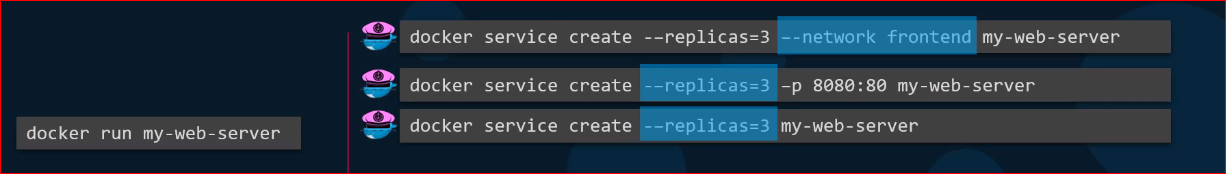 docker service create --replicas=3 --network frontend my-web-server
docker service create --replicas=3 -p 8080:80 my-web-server
docker service create --replicas=3 my-web-server
docker run my-web-server